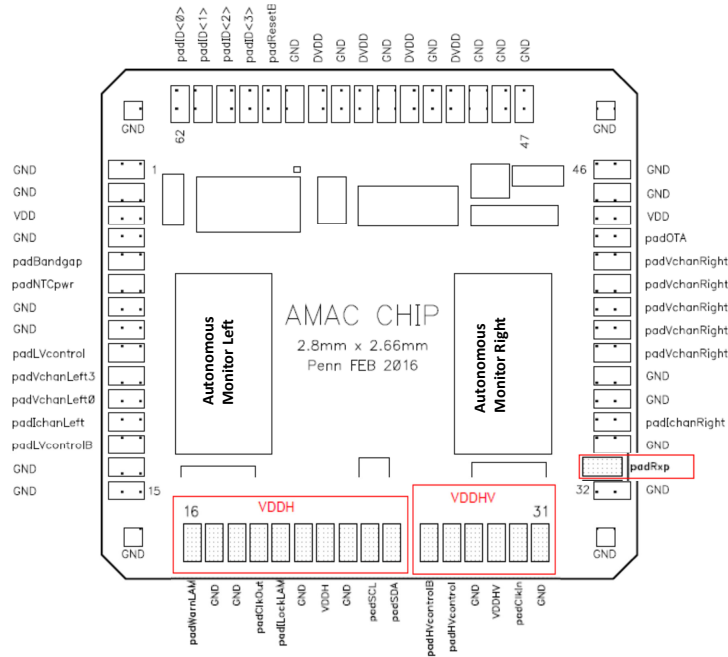 padID<0>
padID<1>
padID<2>
padID<3>
padResetB
GND
DVDD
GND
DVDD
GND
DVDD
GND
DVDD
GND
GND
GND
GND
GND
62
47
GND
1
46
GND
GND
GND
VDD
VDD
GND
padOTA
padBandgap
padVchanRight
padNTCpwr
padVchanRight
GND
padVchanRight
GND
padVchanRight
padLVcontrol
padVchanRight
padVchanLeft3
GND
padVchanLeft0
GND
padIchanLeft
padIchanRight
padLVcontrolB
GND
GND
padRxp
GND
15
32
GND
Autonomous
Monitor Left
AMAC CHIP
2.8mm x 2.66mm
Penn FEB 2016
Autonomous
Monitor Right
16
VDDH
VDDHV
31
GND
GND
padWarnLAM
GND
GND
padClkOut
padILockLAM
GND
VDDH
GND
padSCL
padSDA
padHVcontrolB
padHVcontrol
GND
VDDHV
padClkIn
GND